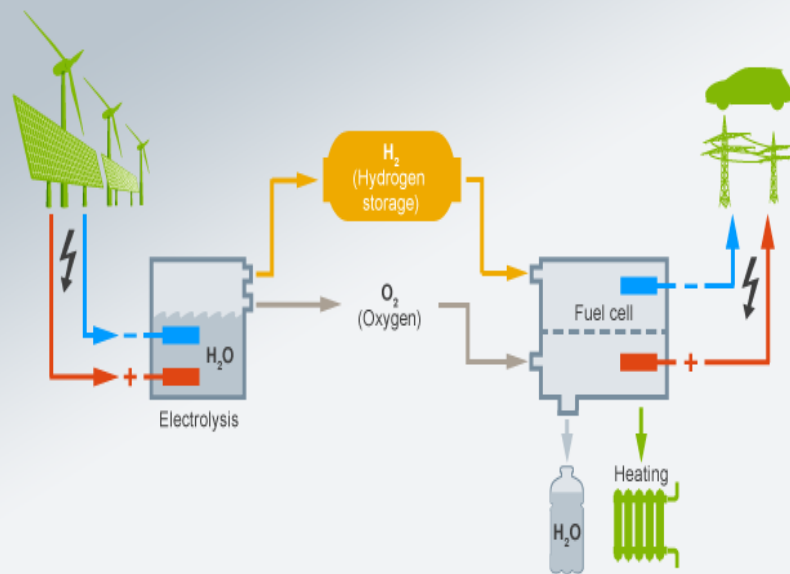 H₂
(Hydrogen
storage)
O₂
(Oxygen)
Fuel cell
H₂O
Electrolysis
Heating
H₂O